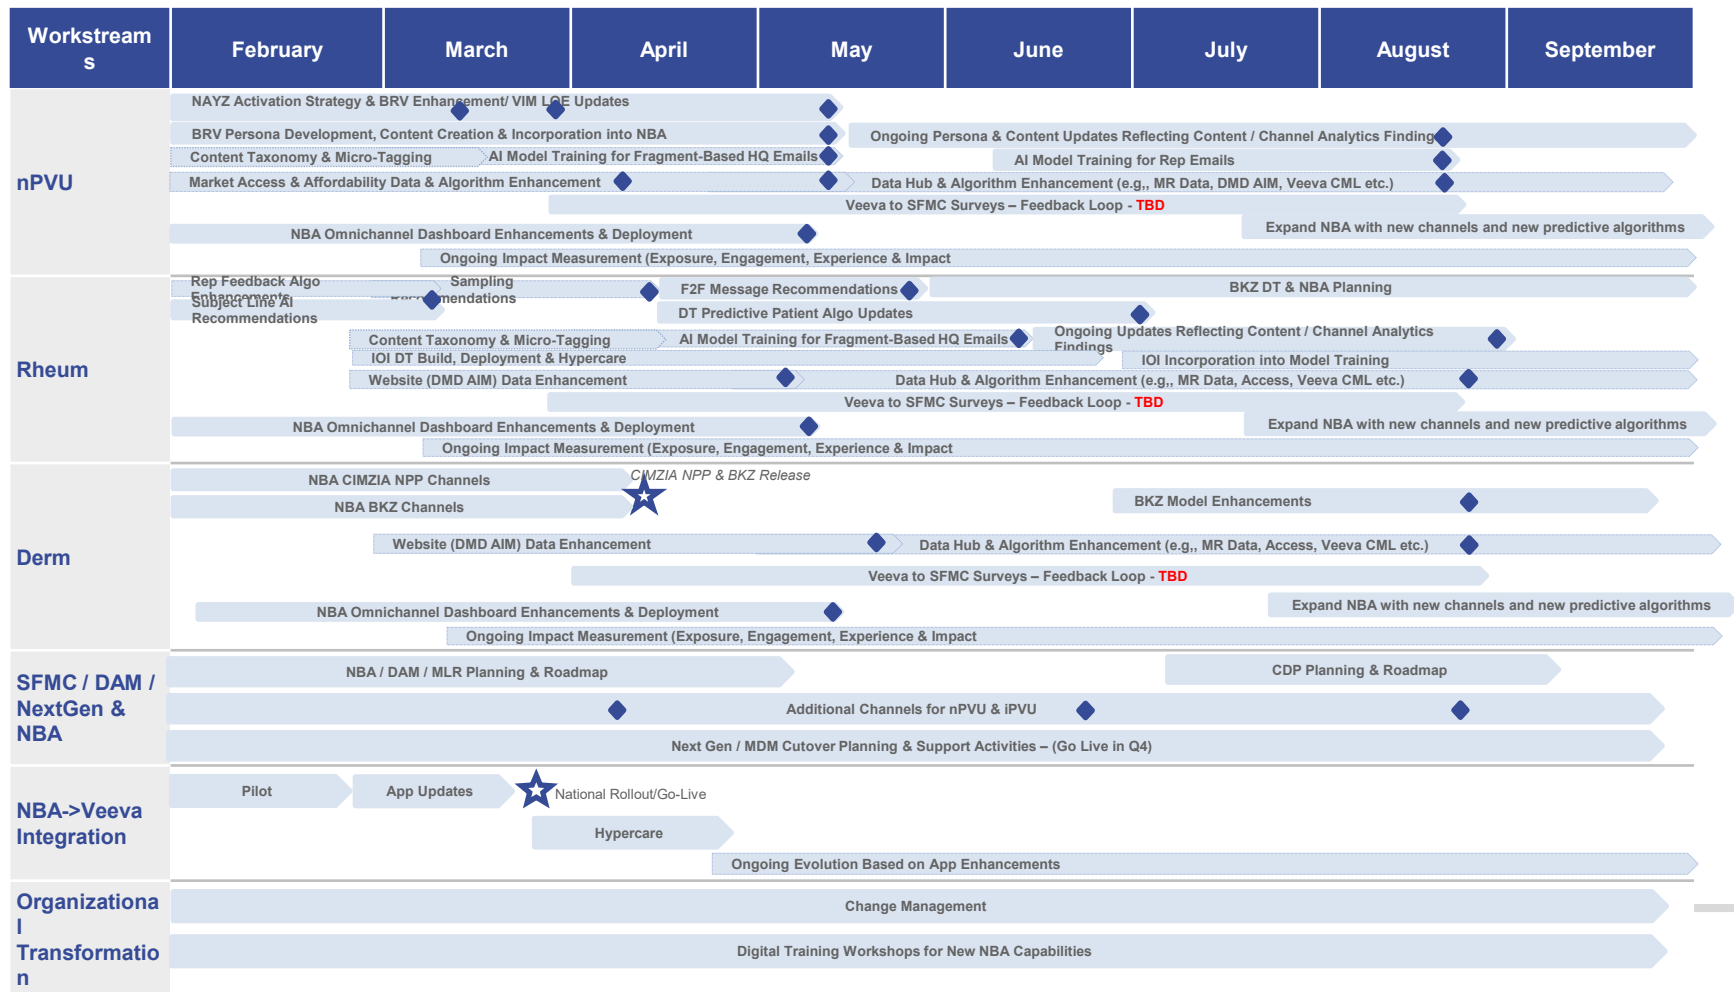 Workstream
s
February
March
April
May
June
July
August
September
nPVU
NAYZ Activation Strategy & BRV Enhancement/ VIM LOE Updates
BRV Persona Development, Content Creation & Incorporation into NBA
Ongoing Persona & Content Updates Reflecting Content / Channel Analytics Finding
Content Taxonomy & Micro-Tagging
AI Model Training for Fragment-Based HQ Emails
AI Model Training for Rep Emails
Market Access & Affordability Data & Algorithm Enhancement
Data Hub & Algorithm Enhancement (e.g,, MR Data, DMD AIM, Veeva CML etc.)
Veeva to SFMC Surveys – Feedback Loop - TBD
NBA Omnichannel Dashboard Enhancements & Deployment
Expand NBA with new channels and new predictive algorithms
Ongoing Impact Measurement (Exposure, Engagement, Experience & Impact
Rheum
Rep Feedback Algo
Enhancements
Sampling
Recommendations
F2F Message Recommendations
BKZ DT & NBA Planning
Subject Line AI
Recommendations
DT Predictive Patient Algo Updates
Content Taxonomy & Micro-Tagging
AI Model Training for Fragment-Based HQ Emails
Ongoing Updates Reflecting Content / Channel Analytics
Findings
IOI DT Build, Deployment & Hypercare
IOI Incorporation into Model Training
Website (DMD AIM) Data Enhancement
Data Hub & Algorithm Enhancement (e.g,, MR Data, Access, Veeva CML etc.)
Veeva to SFMC Surveys – Feedback Loop - TBD
NBA Omnichannel Dashboard Enhancements & Deployment
Expand NBA with new channels and new predictive algorithms
Ongoing Impact Measurement (Exposure, Engagement, Experience & Impact
Derm
NBA CIMZIA NPP Channels
CIMZIA NPP & BKZ Release
NBA BKZ Channels
BKZ Model Enhancements
Website (DMD AIM) Data Enhancement
Data Hub & Algorithm Enhancement (e.g,, MR Data, Access, Veeva CML etc.)
Veeva to SFMC Surveys – Feedback Loop - TBD
NBA Omnichannel Dashboard Enhancements & Deployment
Expand NBA with new channels and new predictive algorithms
Ongoing Impact Measurement (Exposure, Engagement, Experience & Impact
SFMC / DAM /
NextGen &
NBA
NBA / DAM / MLR Planning & Roadmap
CDP Planning & Roadmap
Additional Channels for nPVU & iPVU
Next Gen / MDM Cutover Planning & Support Activities – (Go Live in Q4)
NBA->Veeva
Integration
Pilot
App Updates
National Rollout/Go-Live
Hypercare
Ongoing Evolution Based on App Enhancements
Organizationa
l
Transformatio
n
Change Management
Digital Training Workshops for New NBA Capabilities